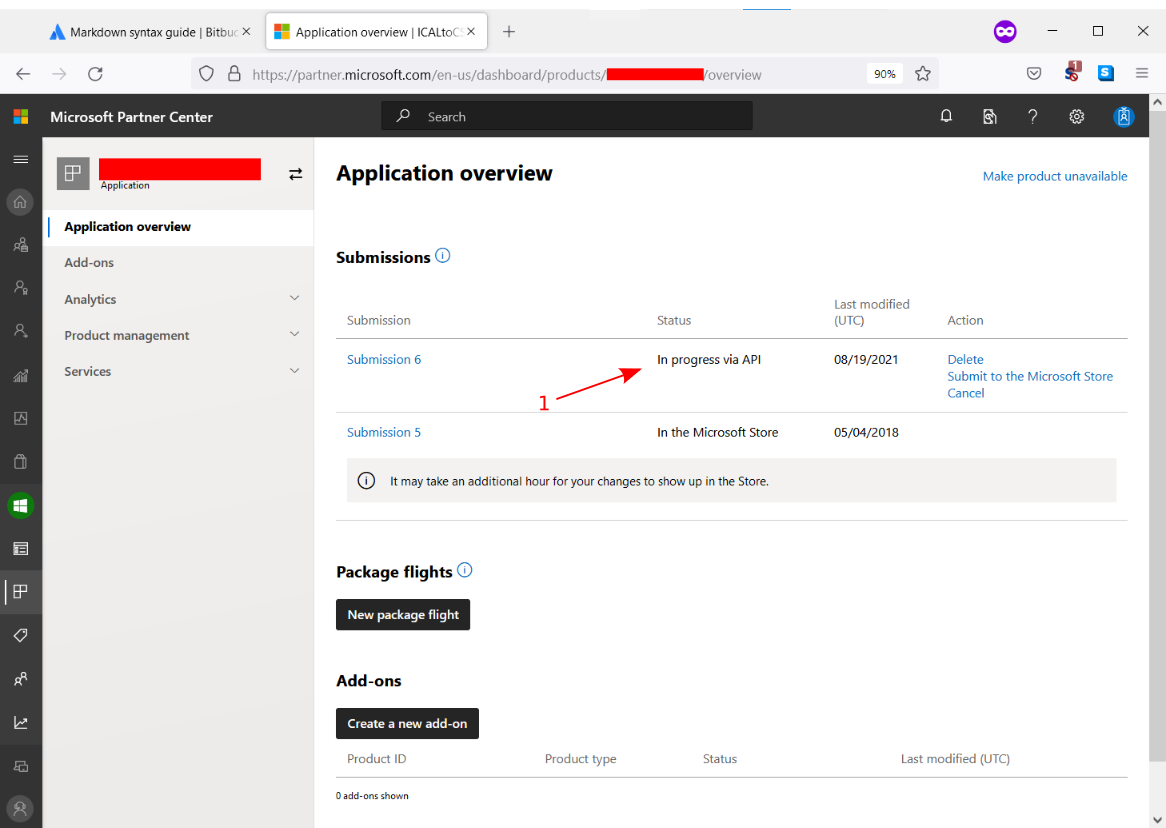 Markdown syntax guide | Bitbuc
Application overview | ICALtoCS
https://partner.microsoft.com/en-us/dashboard/products/ /overview
90%
1
S
Microsoft Partner Center
Search
Application
Application overview
Make product unavailable
Application overview
Add-ons
Analytics
Product management
Services
Submissions
Submission Status Last modified (UTC) Action
Submission 6 In progress via API 08/19/2021 Delete
Submit to the Microsoft Store
Cancel
1
Submission 5 In the Microsoft Store 05/04/2018
It may take an additional hour for your changes to show up in the Store.
Package flights
New package flight
Add-ons
Create a new add-on
Product ID Product type Status Last modified (UTC)
0 add-ons shown